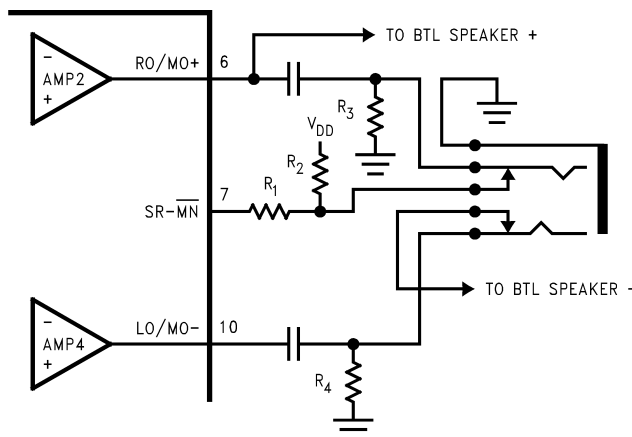 TO BTL SPEAKER +
RO/MO+ 6
−
AMP2
+
R3
VDD
R2
R1
7
SR-M̅N̅
TO BTL SPEAKER -
LO/MO- 10
−
AMP4
+
R4